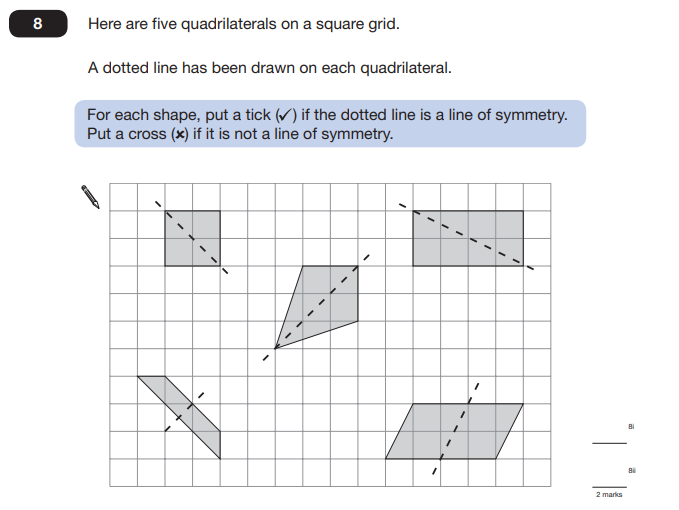 8
Here are five quadrilaterals on a square grid.
A dotted line has been drawn on each quadrilateral.
For each shape, put a tick (✓) if the dotted line is a line of symmetry.
Put a cross (✗) if it is not a line of symmetry.
8i
8ii
2 marks